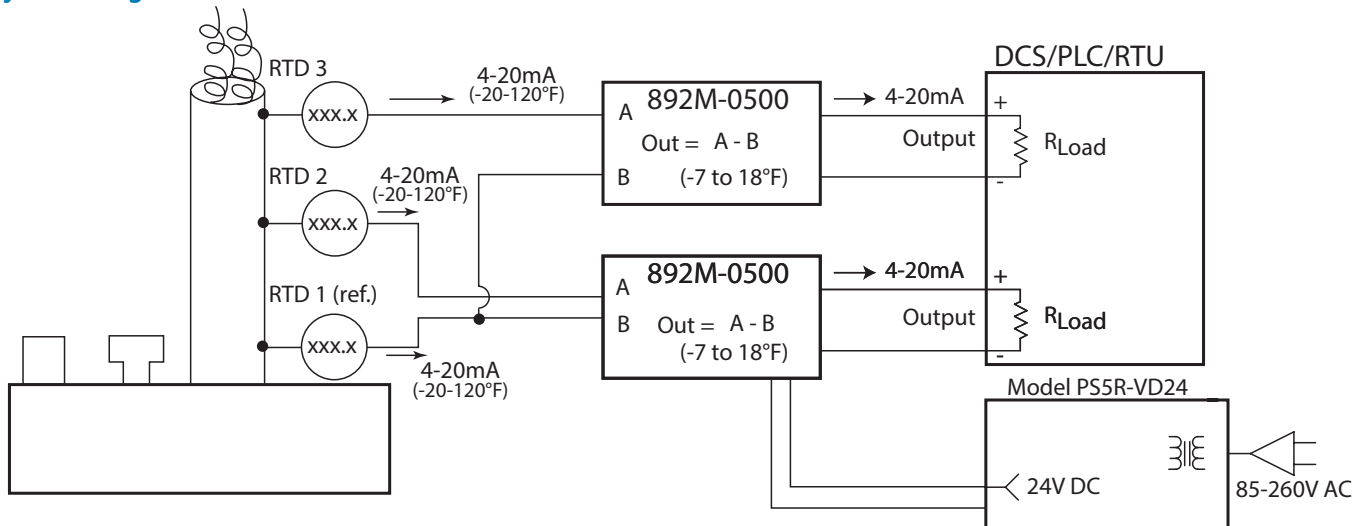 RTD 3
xxx.x
4-20mA
(-20-120°F)
RTD 2
xxx.x
4-20mA
(-20-120°F)
RTD 1 (ref.)
xxx.x
4-20mA
(-20-120°F)
892M-0500
A
Out = A - B
B
(-7 to 18°F)
4-20mA
Output
892M-0500
A
B
Out = A - B
(-7 to 18°F)
4-20mA
Output
DCS/PLC/RTU
+
RLoad
-
+
RLoad
-
Model PS5R-VD24
24V DC
85-260V AC